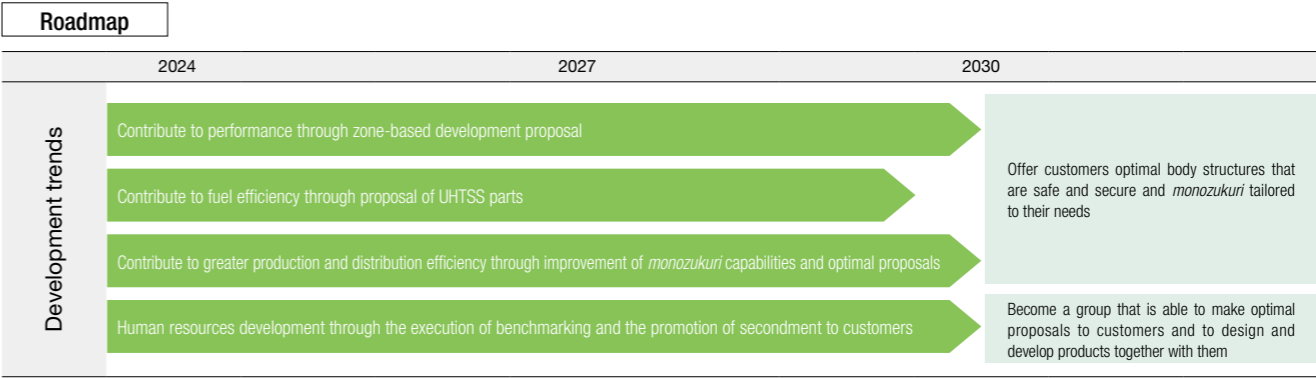 Roadmap
2024 2027 2030
Development trends
Contribute to performance through zone-based development proposal
Contribute to fuel efficiency through proposal of UHTSS parts
Contribute to greater production and distribution efficiency through improvement of monozukuri capabilities and optimal proposals
Human resources development through the execution of benchmarking and the promotion of secondment to customers
Offer customers optimal body structures that
are safe and secure and monozukuri tailored
to their needs
Become a group that is able to make optimal
proposals to customers and to design and
develop products together with them